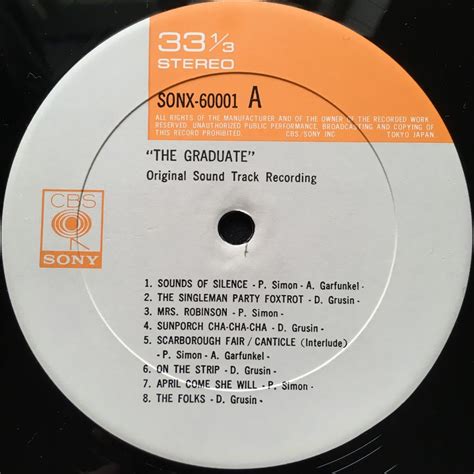 33 1/3
STEREO
SONX-60001 A
ALL RIGHTS OF THE MANUFACTURER AND OF THE OWNER OF THE RECORDED WORK
RESERVED. UNAUTHORIZED PUBLIC PERFORMANCE, BROADCASTING AND COPYING OF
THIS RECORD PROHIBITED. CBS/SONY INC TOKYO JAPAN
"THE GRADUATE"
Original Sound Track Recording
CBS
SONY
1. SOUNDS OF SILENCE - P. Simon - A. Garfunkel -
2. THE SINGLEMAN PARTY FOXTROT - D. Grusin -
3. MRS. ROBINSON - P. Simon -
4. SUNPORCH CHA-CHA-CHA - D. Grusin -
5. SCARBOROUGH FAIR / CANTICLE (Interlude)
- P. Simon - A. Garfunkel -
6. ON THE STRIP - D. Grusin -
7. APRIL COME SHE WILL - P. Simon -
8. THE FOLKS - D. Grusin -